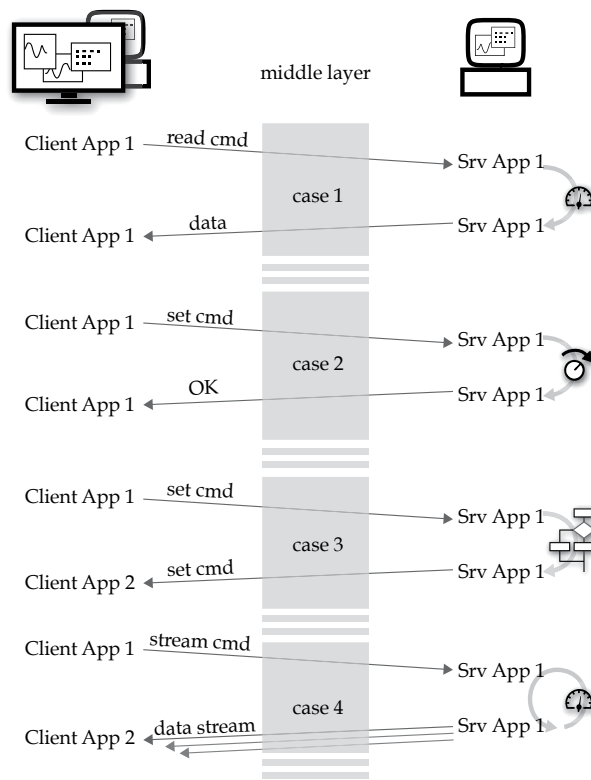 middle layer
Client App 1 read cmd Srv App 1
case 1
Client App 1 data Srv App 1
Client App 1 set cmd Srv App 1
case 2
Client App 1 OK Srv App 1
Client App 1 set cmd Srv App 1
case 3
Client App 2 set cmd Srv App 1
Client App 1 stream cmd Srv App 1
case 4
Client App 2 data stream Srv App 1